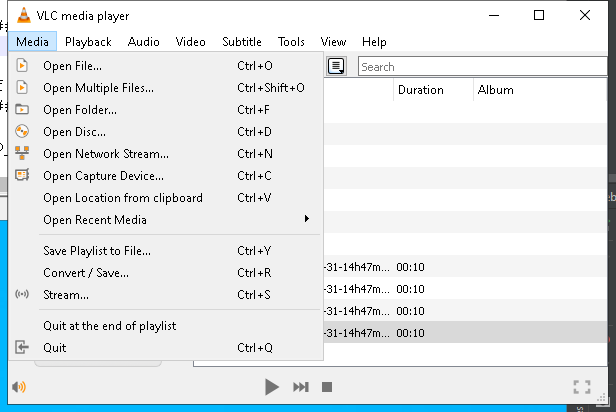 VLC media player
Media Playback Audio Video Subtitle Tools View Help
Open File... Ctrl+O
Open Multiple Files... Ctrl+Shift+O
Open Folder... Ctrl+F
Open Disc... Ctrl+D
Open Network Stream... Ctrl+N
Open Capture Device... Ctrl+C
Open Location from clipboard Ctrl+V
Open Recent Media
Save Playlist to File... Ctrl+Y
Convert / Save... Ctrl+R
Stream... Ctrl+S
Quit at the end of playlist
Quit Ctrl+Q
Search
Duration Album
-31-14h47m... 00:10
-31-14h47m... 00:10
-31-14h47m... 00:10
-31-14h47m... 00:10